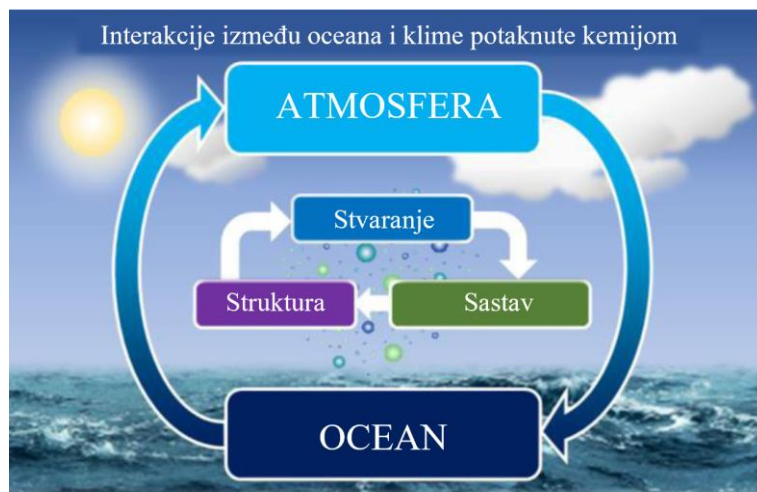 Interakcije između oceana i klime potaknute kemijom
ATMOSFERA
Stvaranje
Struktura
Sastav
OCEAN